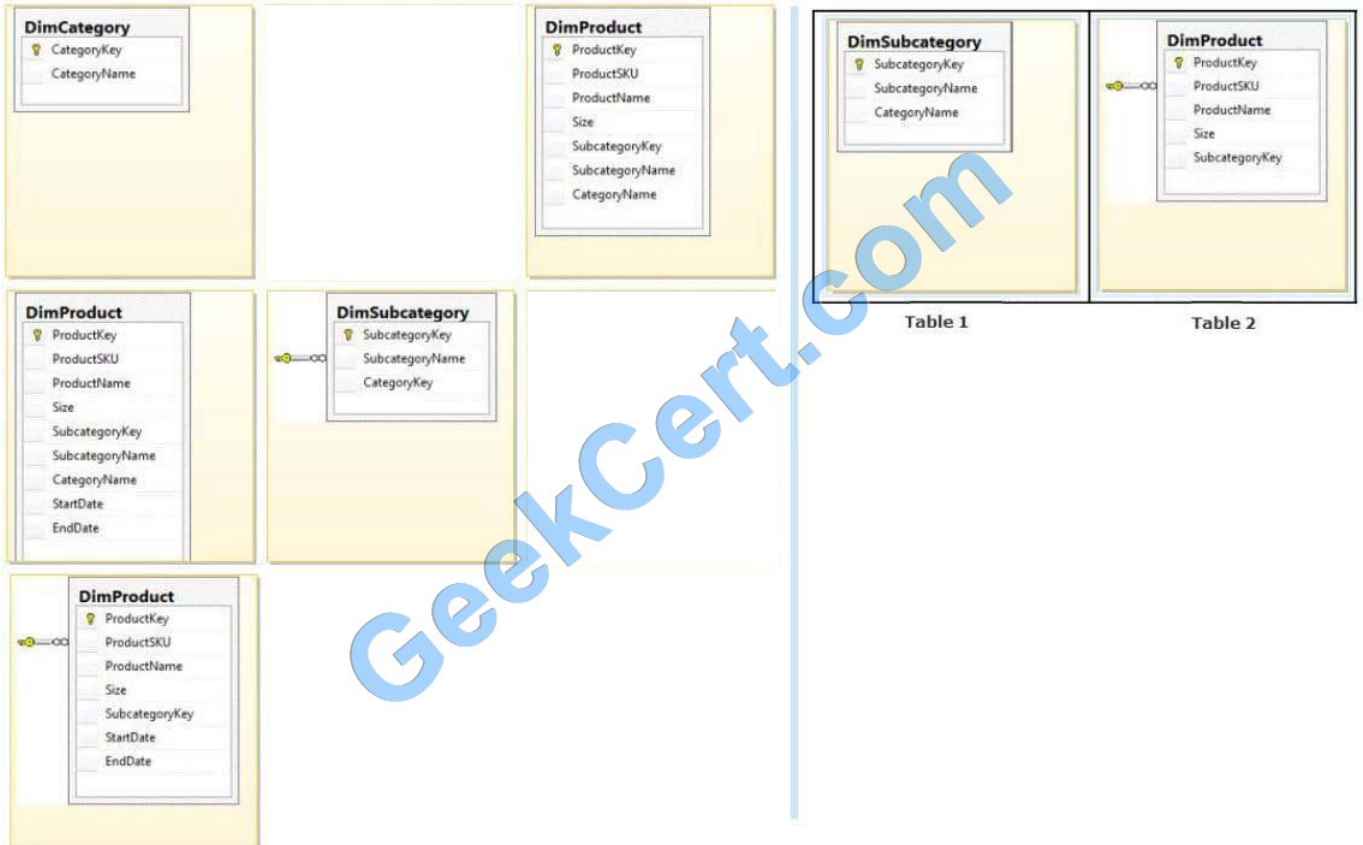 DimCategory
CategoryKey
CategoryName
DimProduct
ProductKey
ProductSKU
ProductName
Size
SubcategoryKey
SubcategoryName
CategoryName
DimProduct
ProductKey
ProductSKU
ProductName
Size
SubcategoryKey
SubcategoryName
CategoryName
StartDate
EndDate
DimSubcategory
SubcategoryKey
SubcategoryName
CategoryKey
DimProduct
ProductKey
ProductSKU
ProductName
Size
SubcategoryKey
StartDate
EndDate
DimSubcategory
SubcategoryKey
SubcategoryName
CategoryName
Table 1
DimProduct
ProductKey
ProductSKU
ProductName
Size
SubcategoryKey
Table 2
GeekCert.com